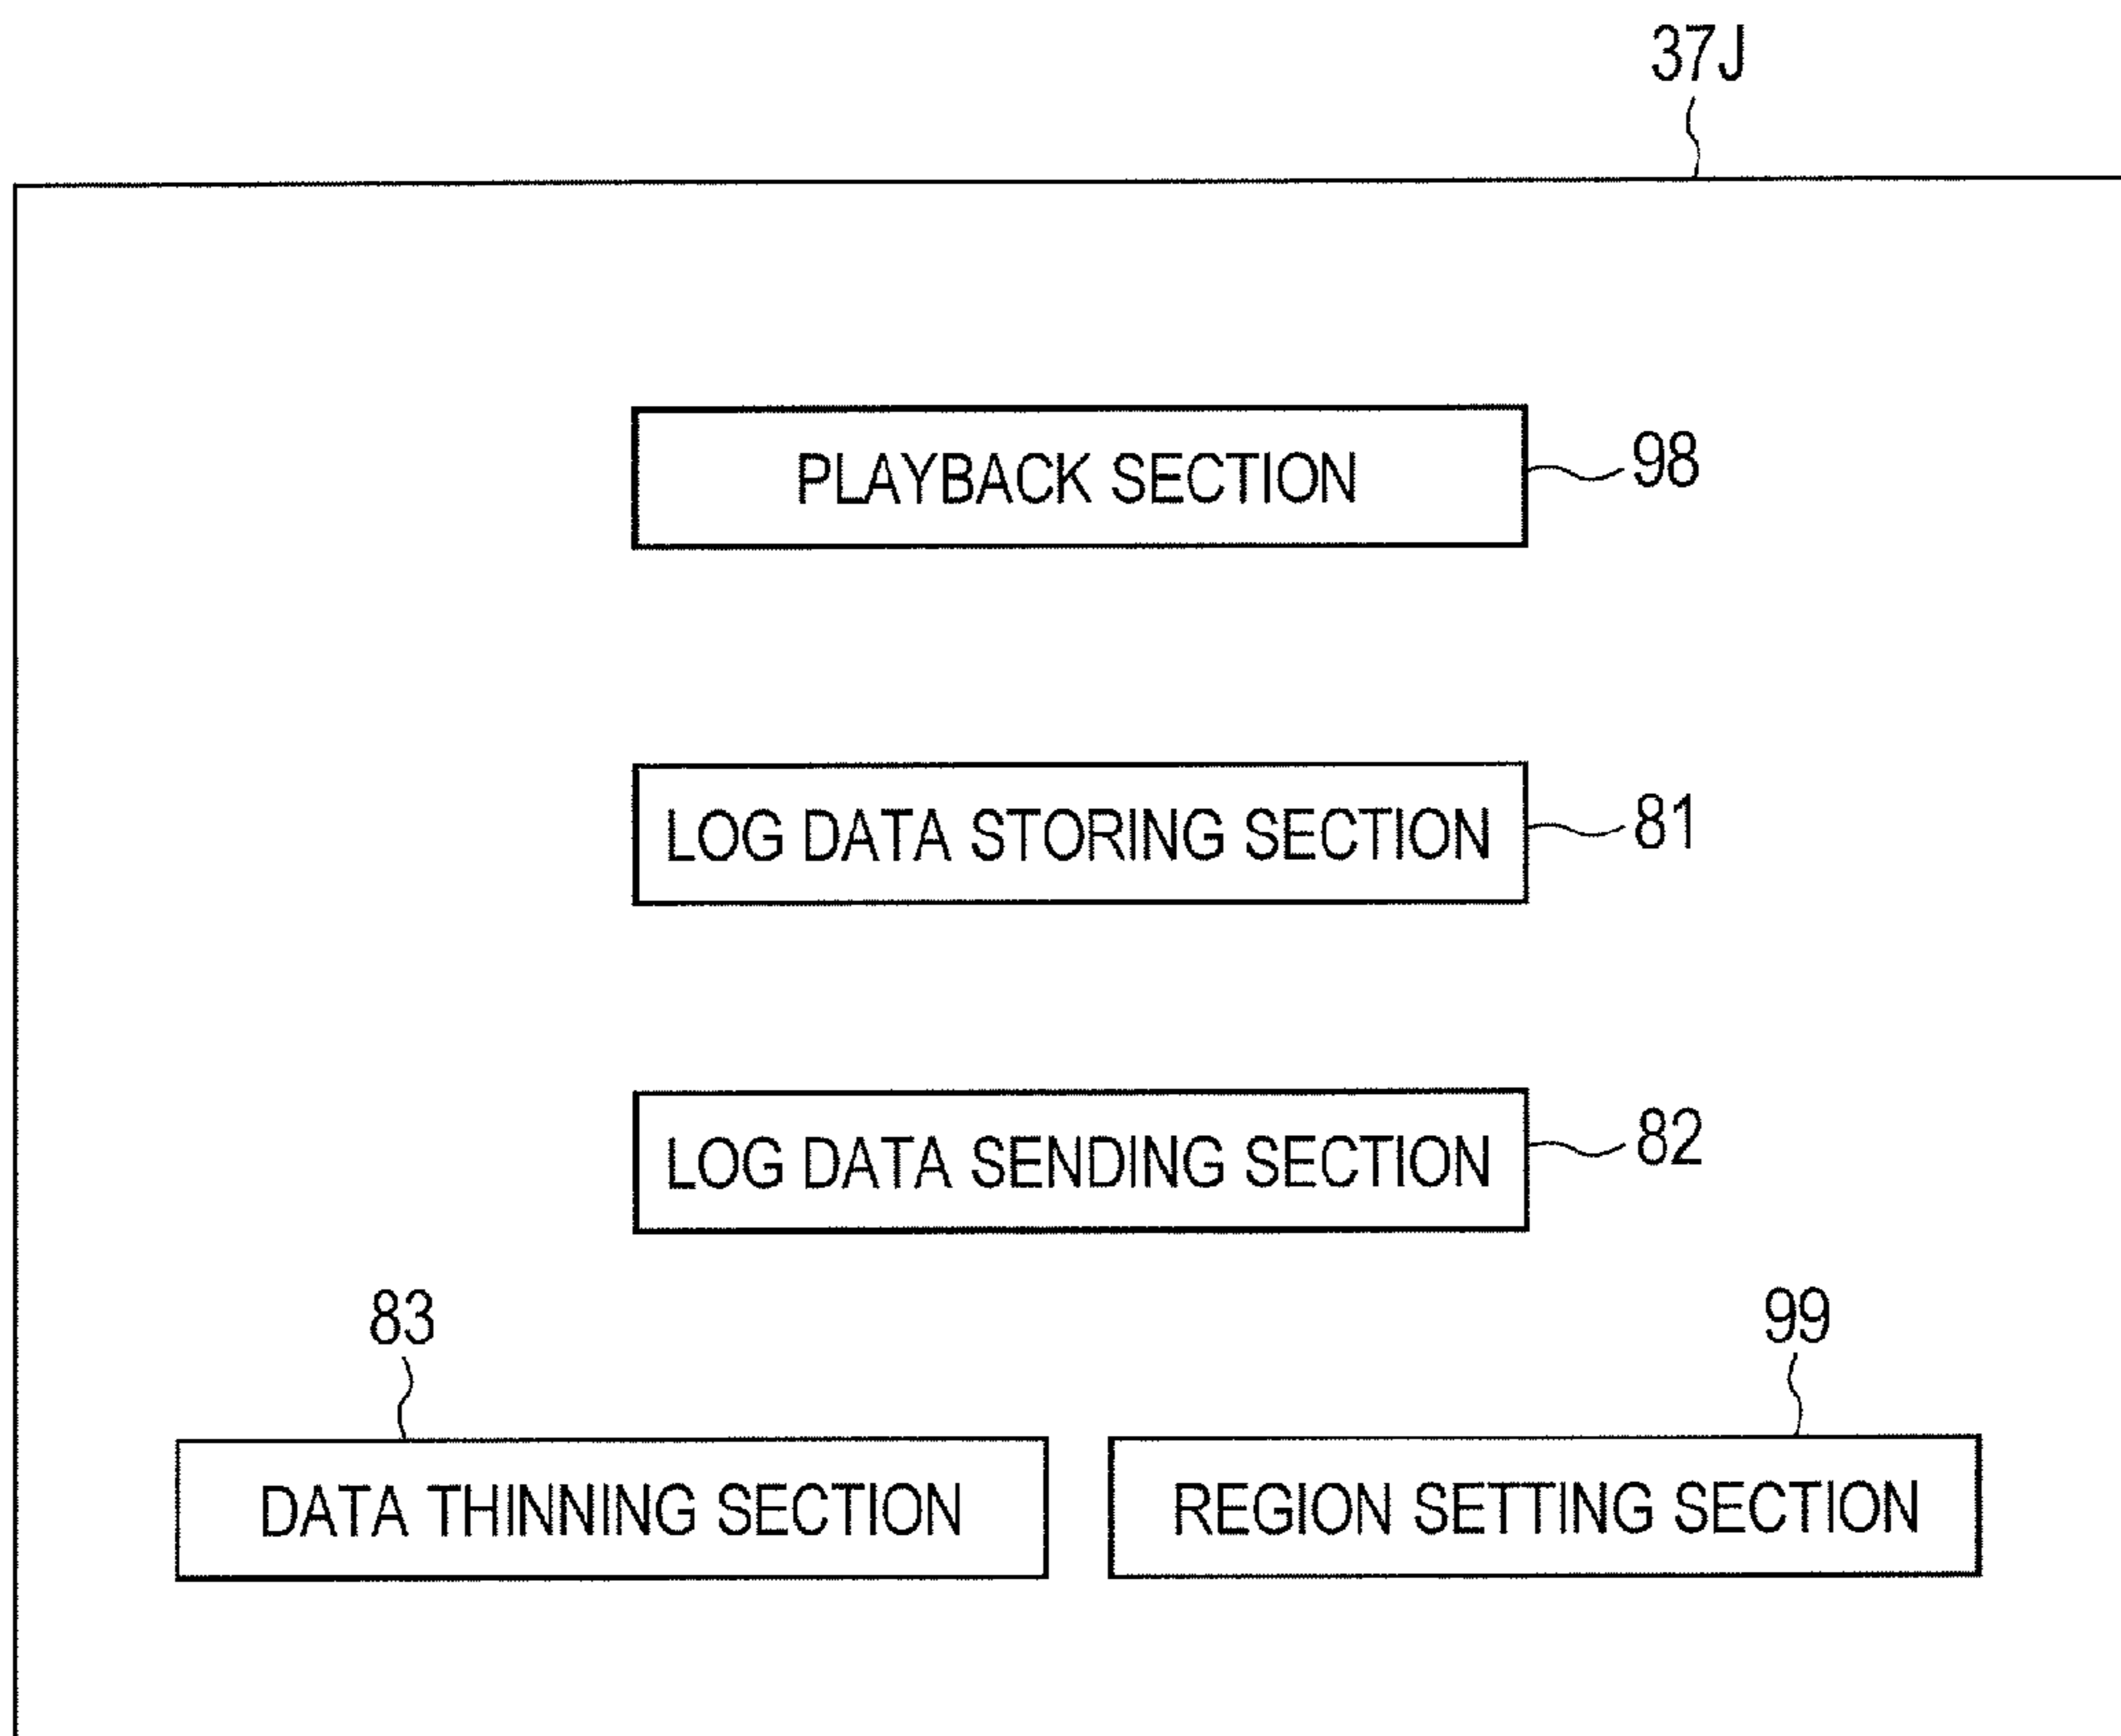 37J
PLAYBACK SECTION
98
LOG DATA STORING SECTION
81
LOG DATA SENDING SECTION
82
83
99
DATA THINNING SECTION
REGION SETTING SECTION